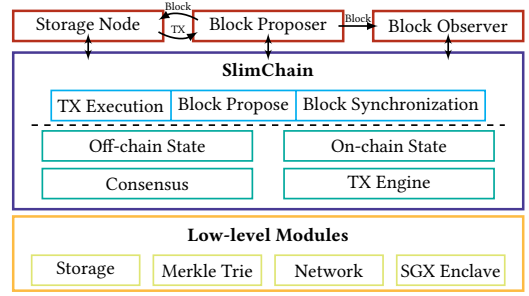 Block
Storage Node
TX
Block Proposer
Block
Block Observer
SlimChain
TX Execution
Block Propose
Block Synchronization
Off-chain State
On-chain State
Consensus
TX Engine
Low-level Modules
Storage
Merkle Trie
Network
SGX Enclave